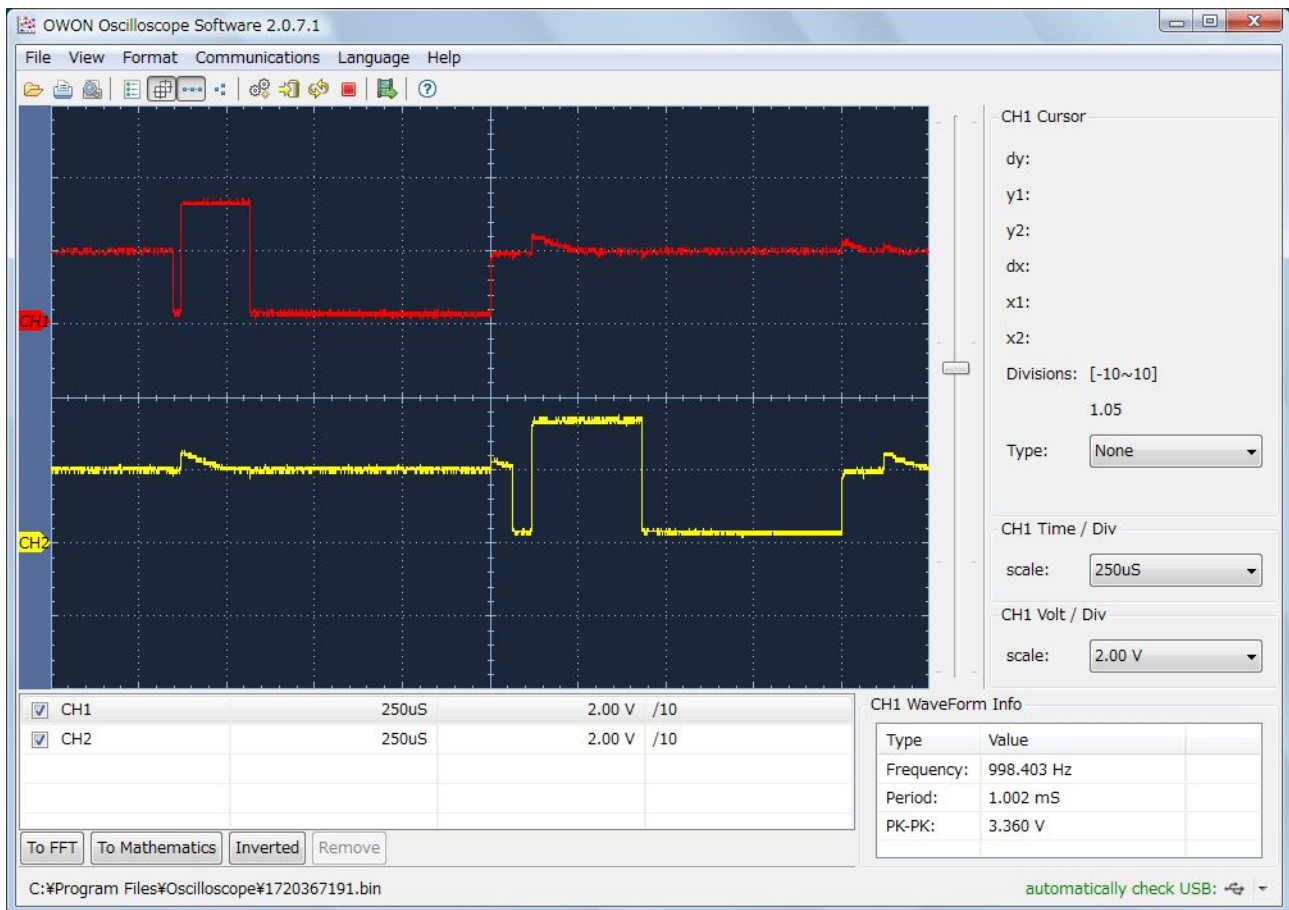 OWON Oscilloscope Software 2.0.7.1
File View Format Communications Language Help
CH1 Cursor
dy:
y1:
y2:
dx:
x1:
x2:
Divisions: [-10~10]
1.05
Type: None
CH1 Time / Div
scale: 250uS
CH1 Volt / Div
scale: 2.00 V
CH1
CH2
CH1 250uS 2.00 V /10
CH2 250uS 2.00 V /10
CH1 WaveForm Info
Type Value
Frequency: 998.403 Hz
Period: 1.002 mS
PK-PK: 3.360 V
To FFT To Mathematics Inverted Remove
C:¥Program Files¥Oscilloscope¥1720367191.bin
automatically check USB: